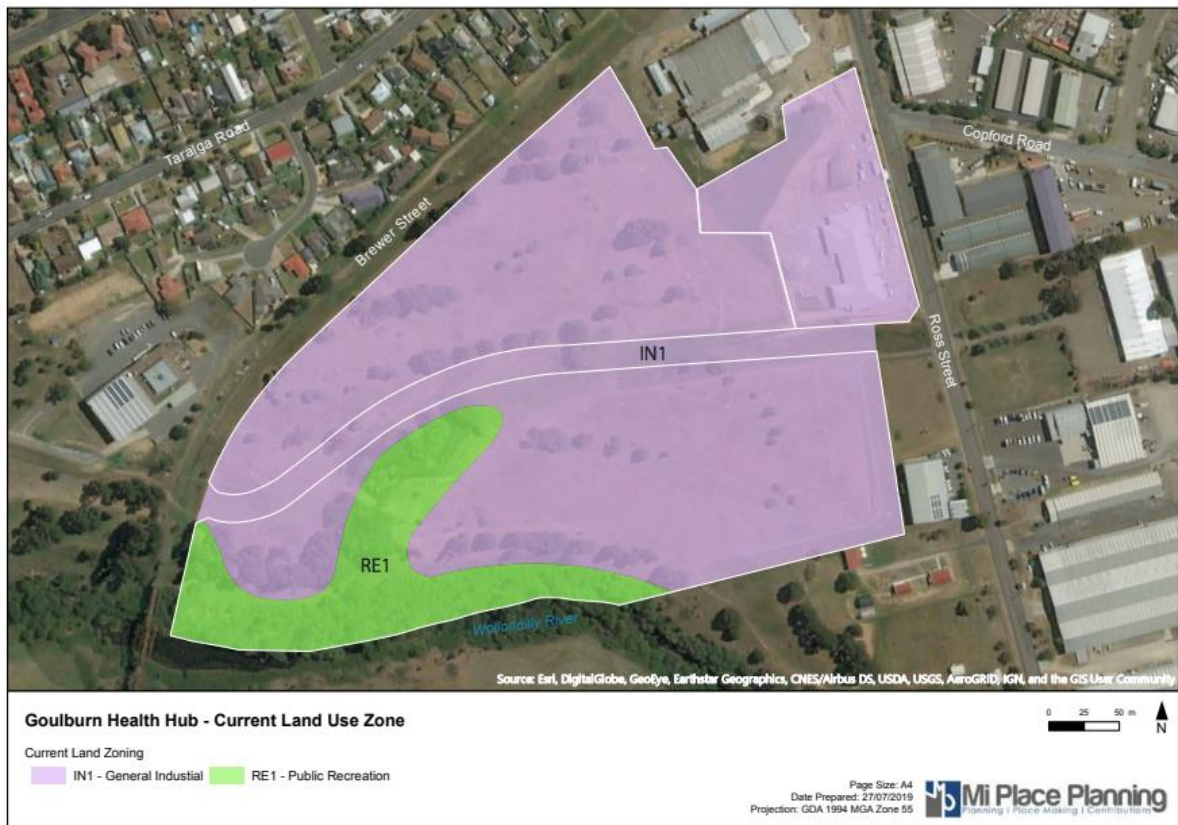 Taralga Road
Brewer Street
Copford Road
Ross Street
IN1
RE1
Wollondilly River
Source: Esri, DigitalGlobe, GeoEye, Earthstar Geographics, CNES/Airbus DS, USDA, USGS, AeroGRID, IGN, and the GIS User Community
Goulburn Health Hub - Current Land Use Zone
Current Land Zoning
IN1 - General Industial
RE1 - Public Recreation
0 25 50 m
N
Page Size: A4
Date Prepared: 27/07/2019
Projection: GDA 1994 MGA Zone 55
Mi Place Planning
Planning | Place Making | Contributions